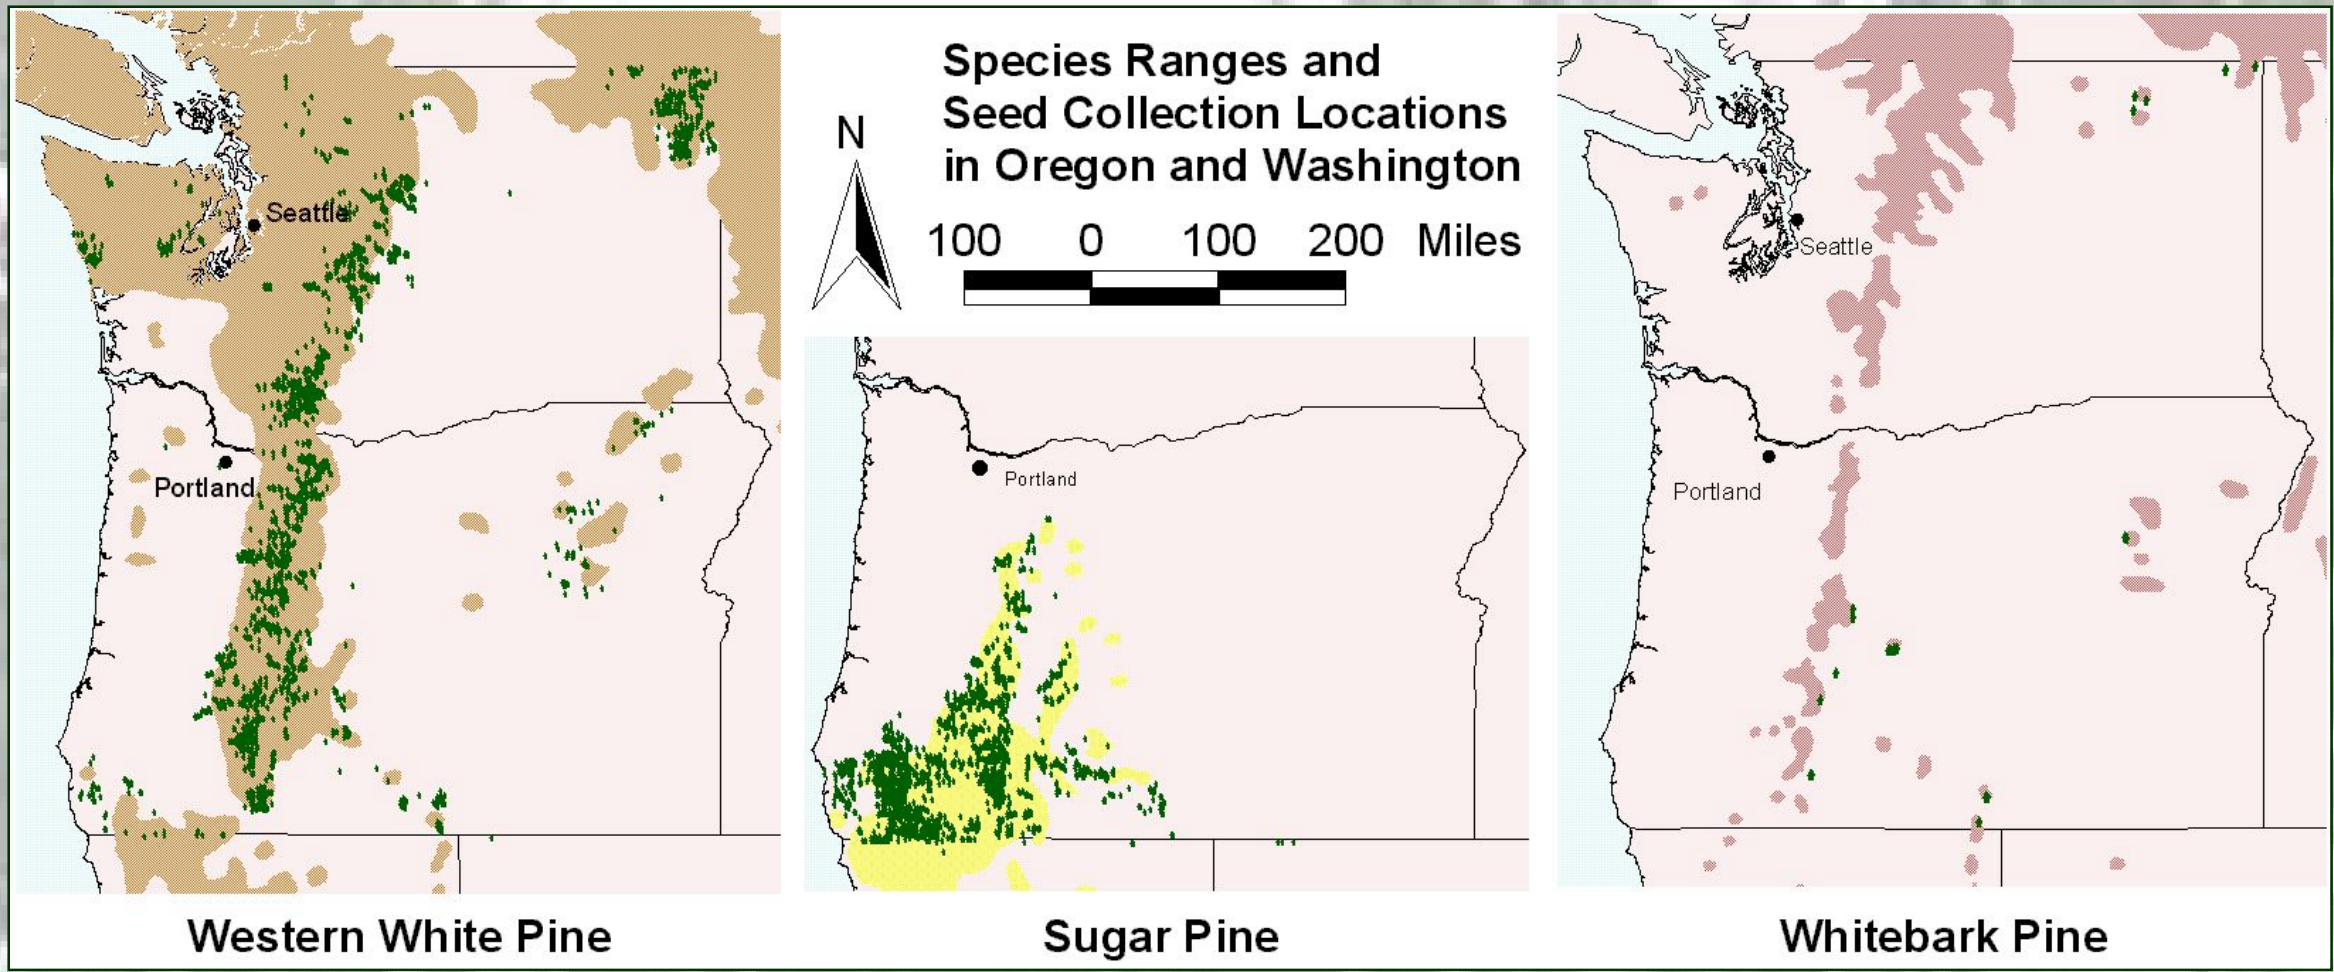 Species Ranges and
Seed Collection Locations
in Oregon and Washington
N
100 0 100 200 Miles
Seattle
Portland
Western White Pine
Portland
Sugar Pine
Seattle
Portland
Whitebark Pine